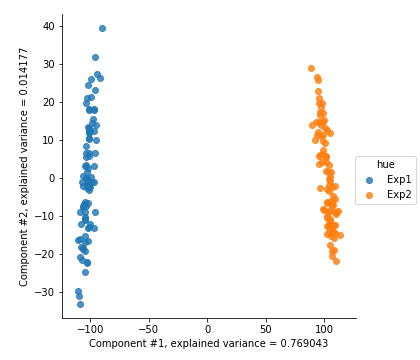 40
30
20
10
0
−10
−20
−30
Component #2, explained variance = 0.014177
−100
−50
0
50
100
Component #1, explained variance = 0.769043
hue
Exp1
Exp2